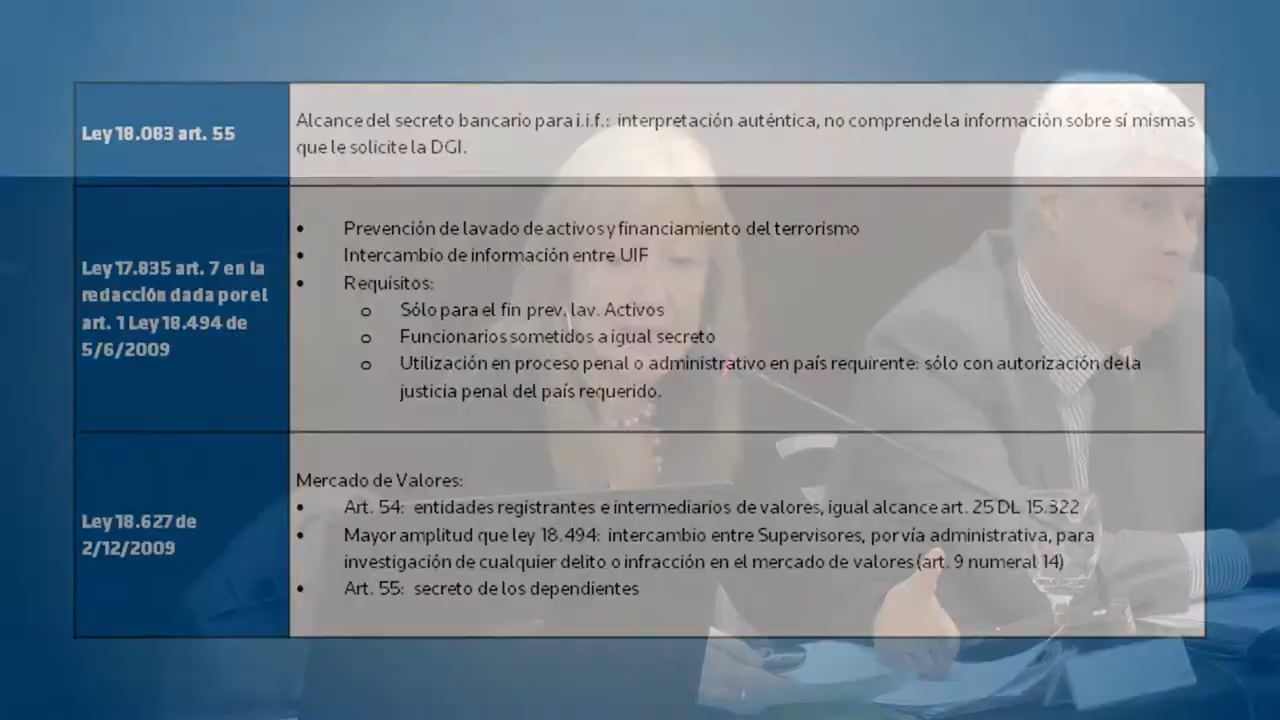 Ley 18.083 art. 55
Alcance del secreto bancario para i.i.f.: interpretación auténtica, no comprende la información sobre sí mismas
que le solicite la DGI.
Ley 17.835 art. 7 en la
redacción dada por el
art. 1 Ley 18.494 de
5/6/2009
• Prevención de lavado de activos y financiamiento del terrorismo
• Intercambio de información entre UIF
• Requisitos:
o Sólo para el fin prev. lav. Activos
o Funcionarios sometidos a igual secreto
o Utilización en proceso penal o administrativo en país requirente: sólo con autorización de la
justicia penal del país requerido.
Ley 18.627 de
2/12/2009
Mercado de Valores:
• Art. 54: entidades registrantes e intermediarios de valores, igual alcance art. 25 DL 15.322
• Mayor amplitud que ley 18.494: intercambio entre Supervisores, por vía administrativa, para
investigación de cualquier delito o infracción en el mercado de valores (art. 9 numeral 14)
• Art. 55: secreto de los dependientes